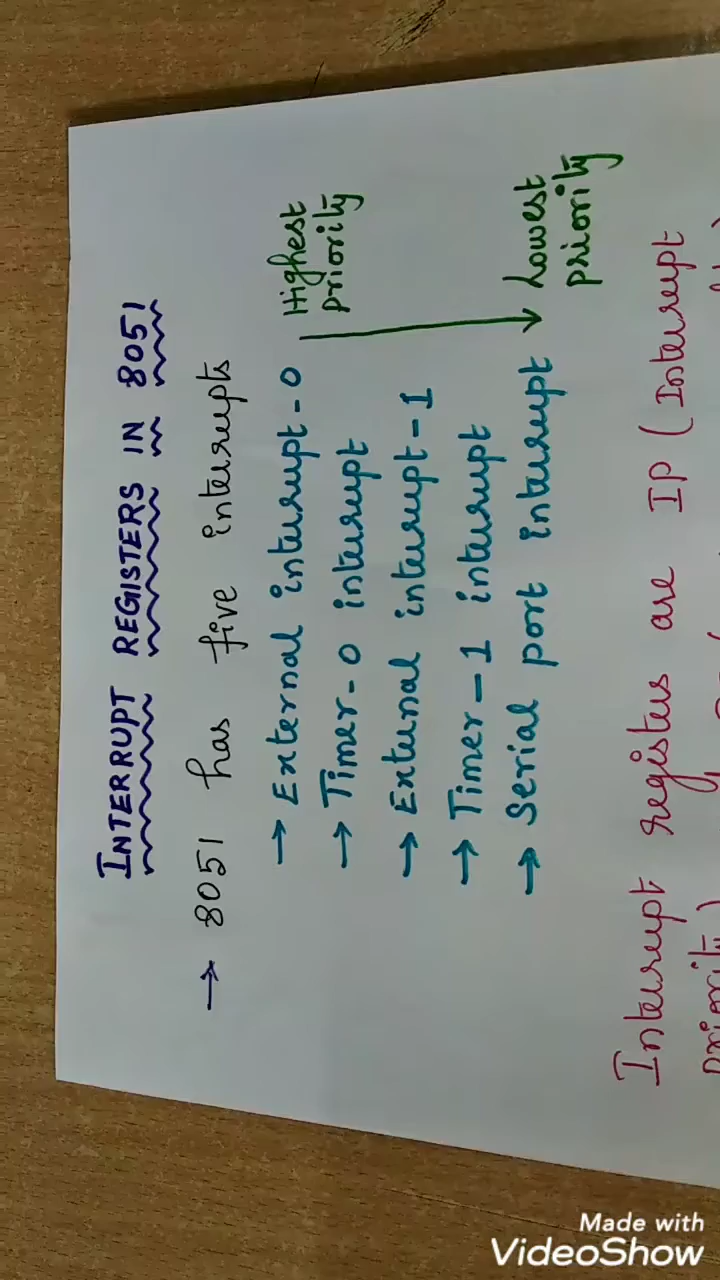 INTERRUPT REGISTERS IN 8051
→ 8051 has five interrupts
→ External interrupt-0
→ Timer-0 interrupt
→ External interrupt-1
→ Timer-1 interrupt
→ Serial port interrupt
Highest
priority
Lowest
priority
Interrupt registers are IP (Interrupt
priority)
Made with
VideoShow